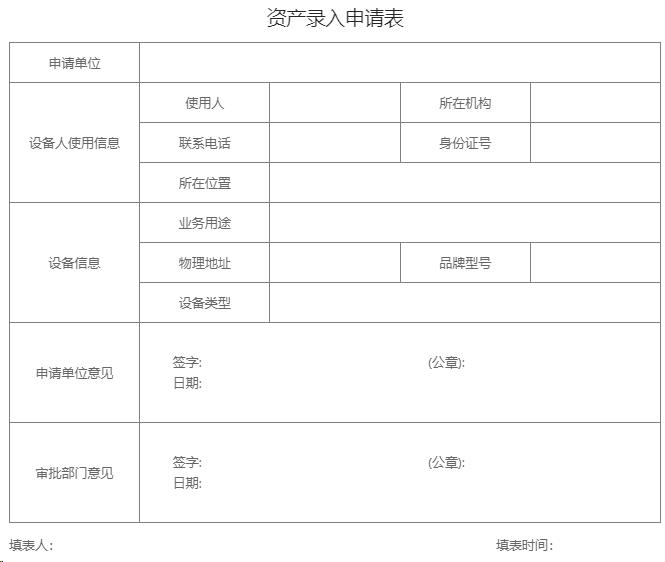 资产录入申请表
申请单位
使用人 所在机构
设备人使用信息 联系电话 身份证号
所在位置
业务用途
设备信息 物理地址 品牌型号
设备类型
签字: (公章):
申请单位意见
日期:
签字: (公章):
审批部门意见
日期:
填表人: 填表时间: